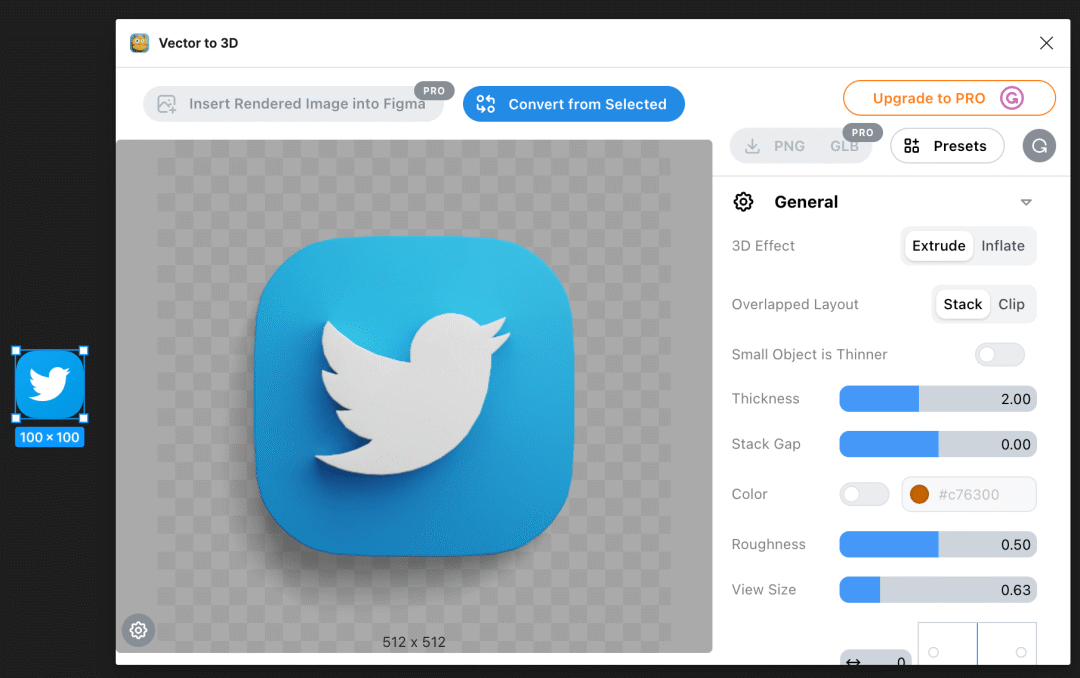 Vector to 3D
Insert Rendered Image into Figma
PRO
Convert from Selected
Upgrade to PRO
PNG
GLB
PRO
Presets
General
3D Effect
Extrude
Inflate
Overlapped Layout
Stack
Clip
Small Object is Thinner
Thickness
2.00
Stack Gap
0.00
Color
#c76300
Roughness
0.50
View Size
0.63
0
100 × 100
512 x 512